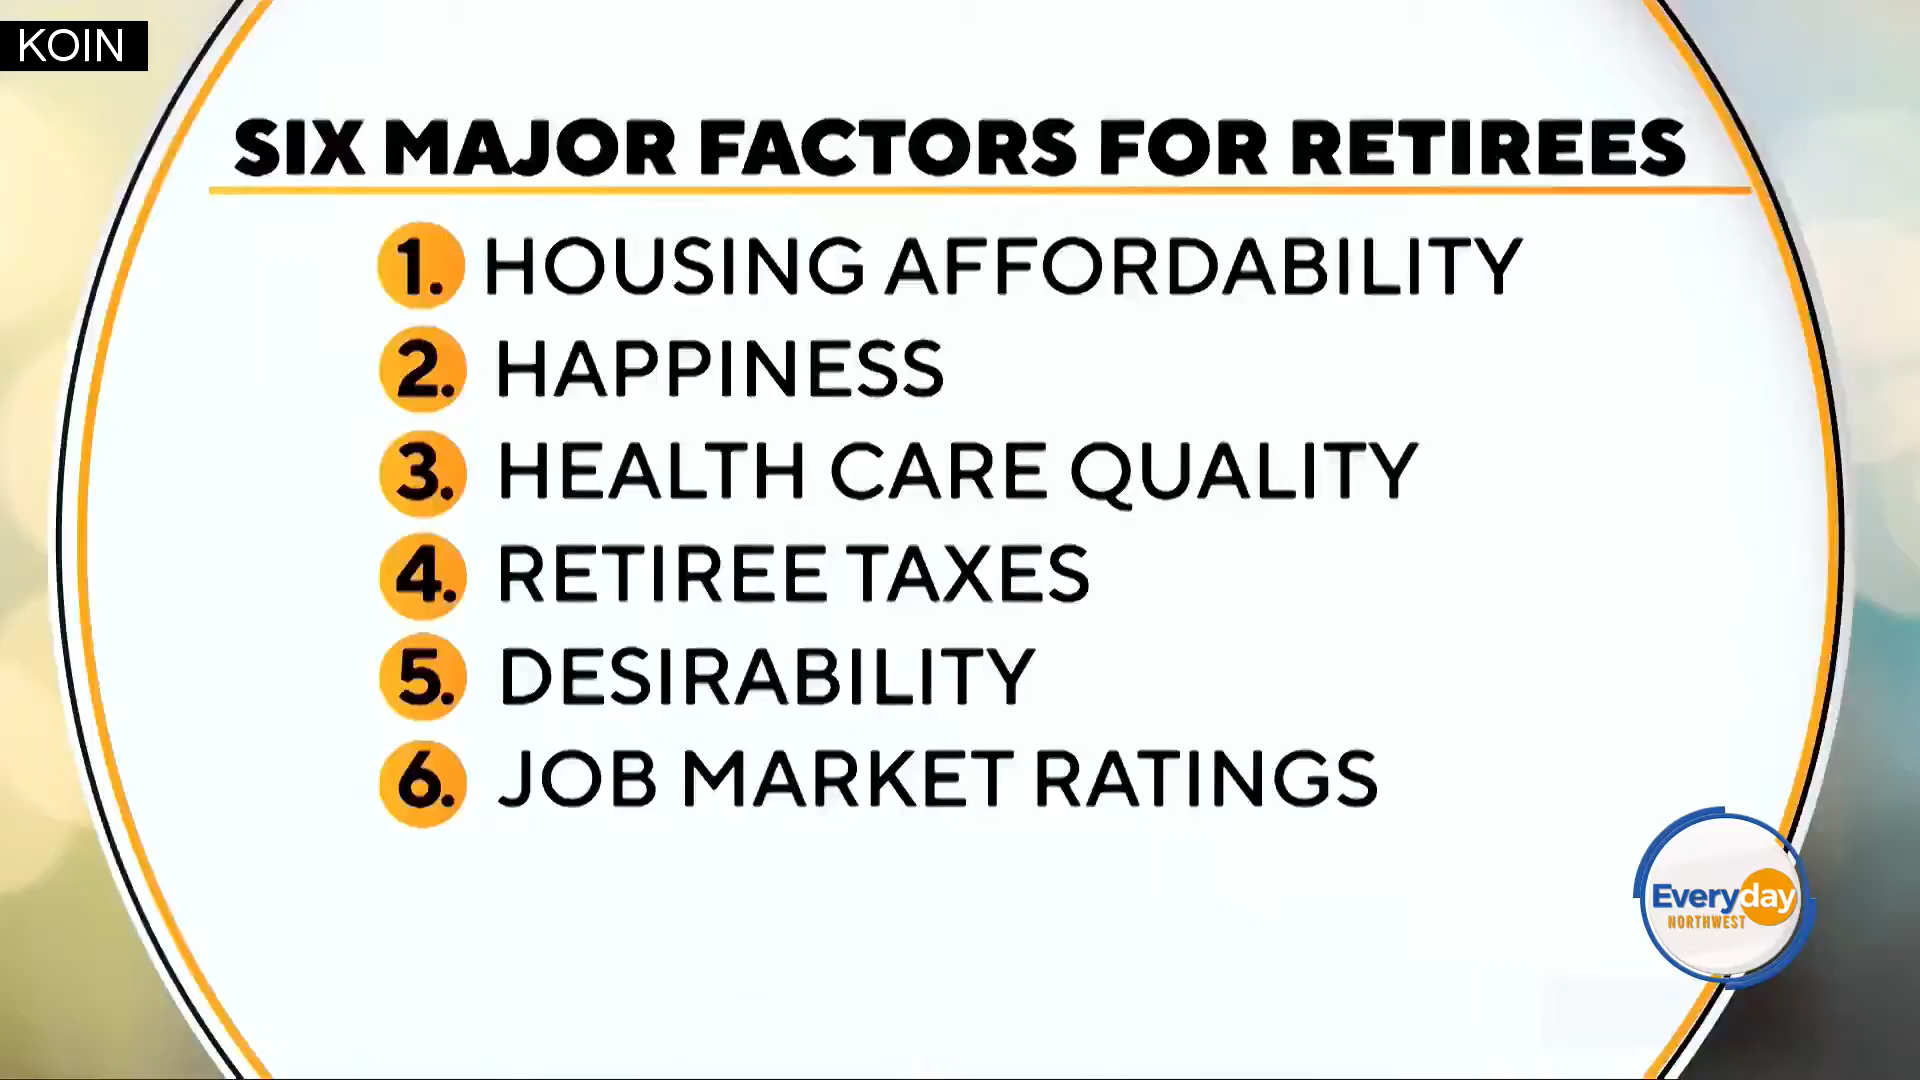 KOIN
SIX MAJOR FACTORS FOR RETIREES
1. HOUSING AFFORDABILITY
2. HAPPINESS
3. HEALTH CARE QUALITY
4. RETIREE TAXES
5. DESIRABILITY
6. JOB MARKET RATINGS
Everyday
NORTHWEST